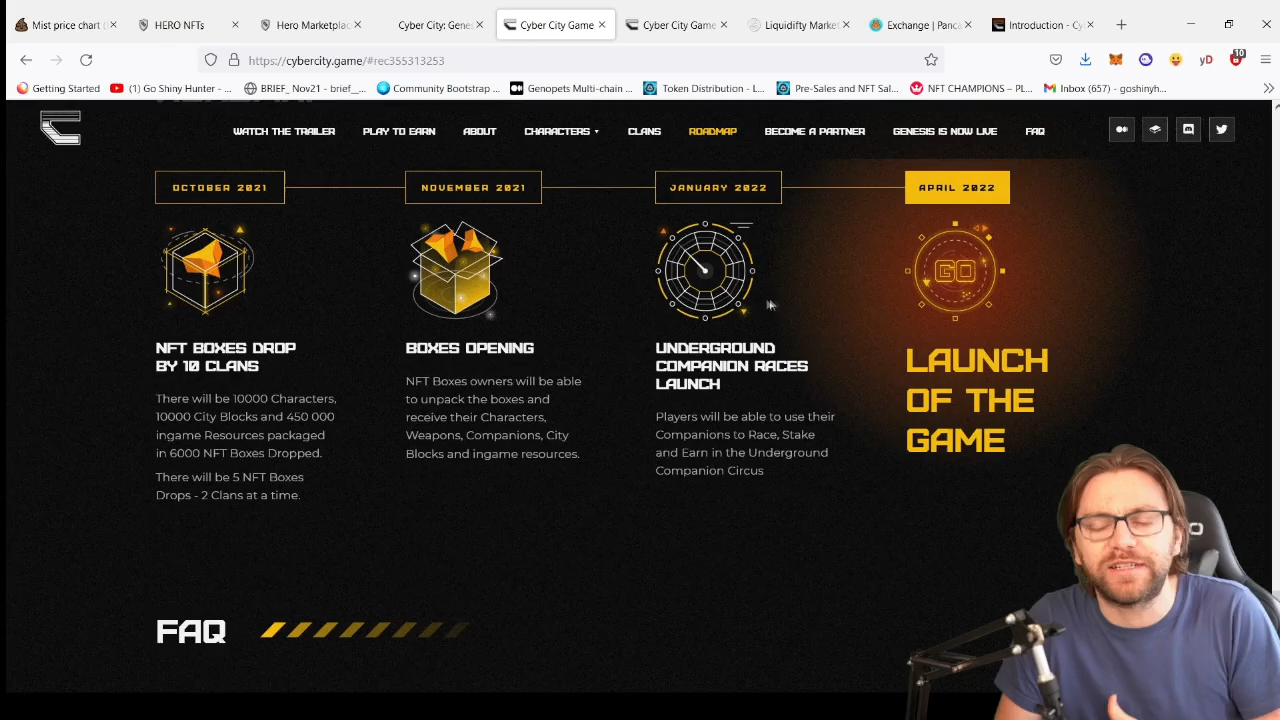 Mist price chart (
HERO NFTs
Hero Marketplac
Cyber City: Genes
Cyber City Game
Cyber City Game
Liquidifty Market
Exchange | Panca
Introduction - Cy
https://cybercity.game/#rec355313253
10
Getting Started
(1) Go Shiny Hunter - ...
BRIEF_ Nov21 - brief_...
Community Bootstrap ...
Genopets Multi-chain ...
Token Distribution - L...
Pre-Sales and NFT Sal...
NFT CHAMPIONS – PL...
Inbox (657) - goshinyh...
WATCH THE TRAILER
PLAY TO EARN
ABOUT
CHARACTERS
CLANS
ROADMAP
BECOME A PARTNER
GENESIS IS NOW LIVE
FAQ
OCTOBER 2021
NOVEMBER 2021
JANUARY 2022
APRIL 2022
GO
NFT BOXES DROP
BY 10 CLANS
There will be 10000 Characters,
10000 City Blocks and 450 000
ingame Resources packaged
in 6000 NFT Boxes Dropped.
There will be 5 NFT Boxes
Drops - 2 Clans at a time.
BOXES OPENING
NFT Boxes owners will be able
to unpack the boxes and
receive their Characters,
Weapons, Companions, City
Blocks and ingame resources.
UNDERGROUND
COMPANION RACES
LAUNCH
Players will be able to use their
Companions to Race, Stake
and Earn in the Underground
Companion Circus
LAUNCH
OF THE
GAME
FAQ